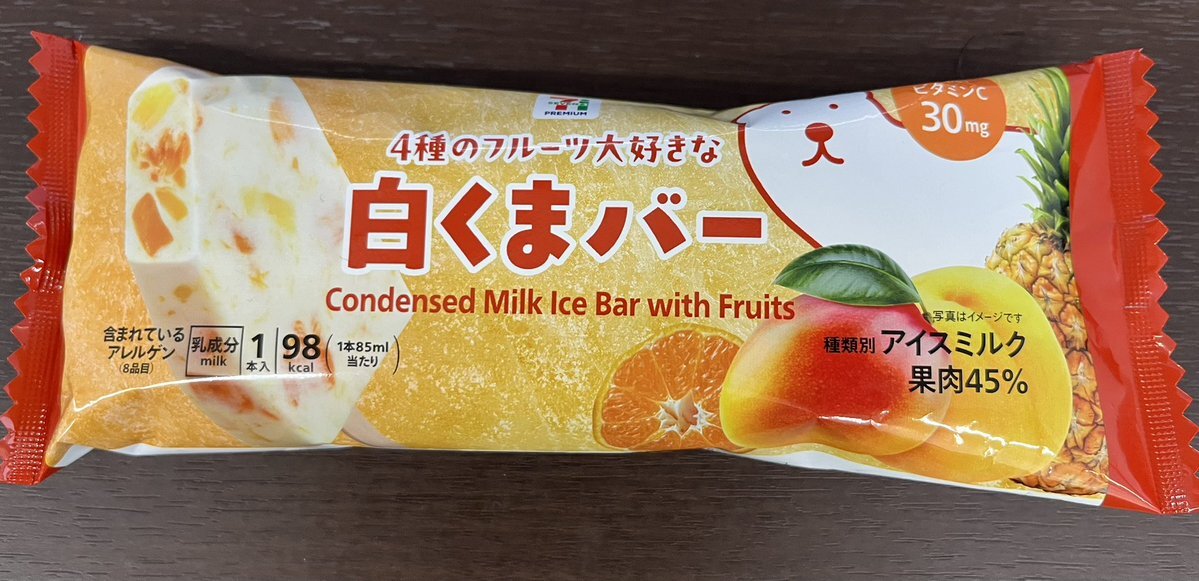 PREMIUM
4種のフルーツ大好きな
白くまバー
Condensed Milk Ice Bar with Fruits
ビタミンC
30mg
含まれている
アレルゲン
(8品目)
乳成分
milk
1
本入
98
kcal
(1本85ml
当たり)
写真はイメージです
種類別 アイスミルク
果肉45%